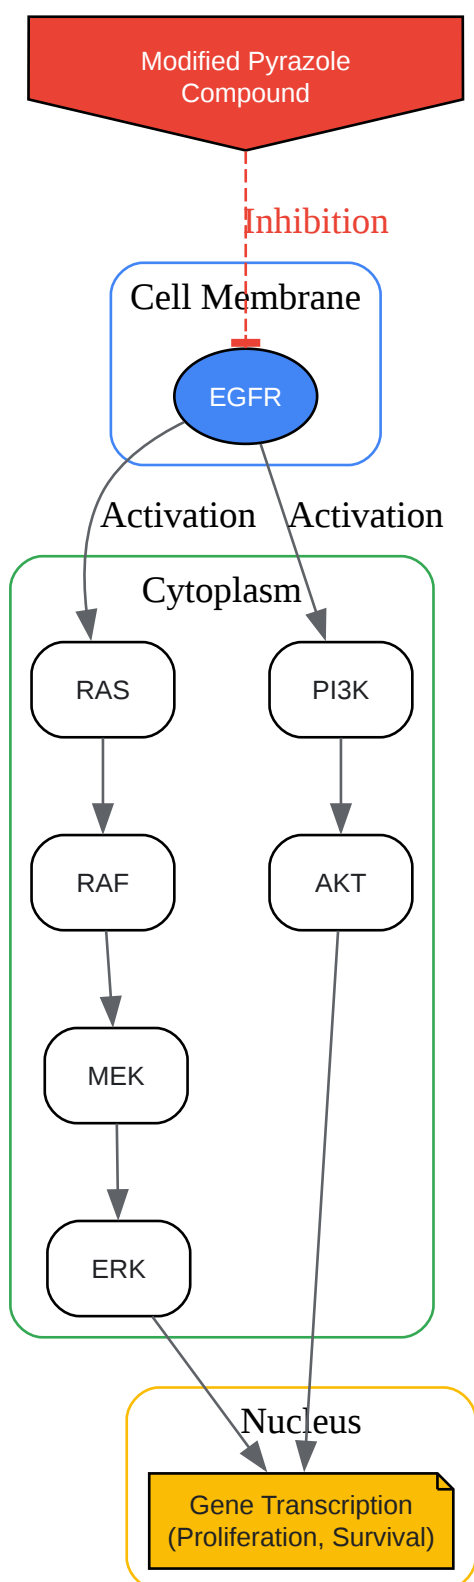 Modified Pyrazole
Compound
Inhibition
Cell Membrane
EGFR
Activation
Activation
Cytoplasm
RAS
PI3K
RAF
AKT
MEK
ERK
Nucleus
Gene Transcription
(Proliferation, Survival)